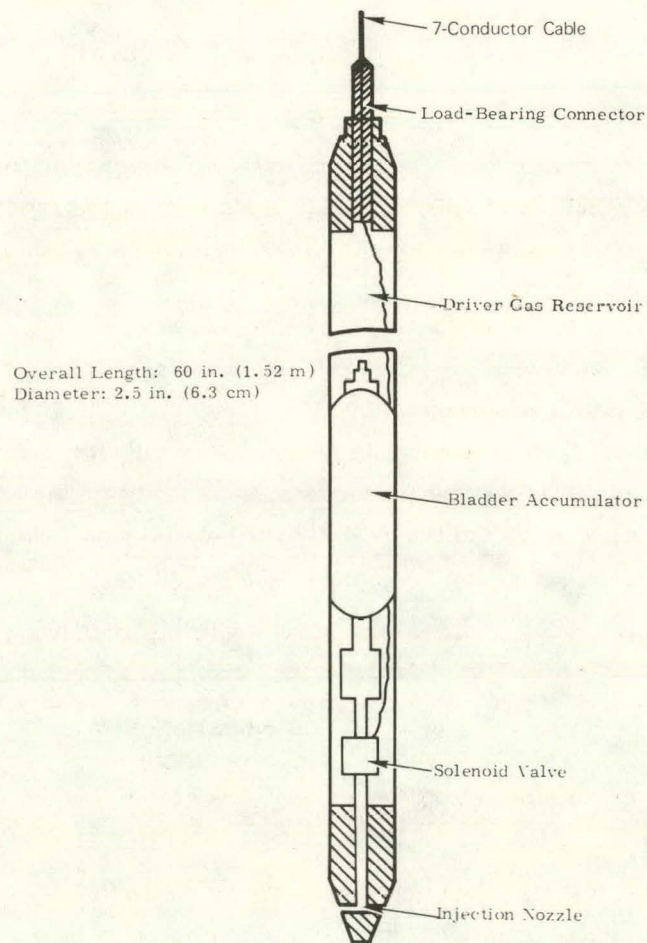 7-Conductor Cable
Load-Bearing Connector
Driver Gas Reservoir
Overall Length: 60 in. (1.52 m)
Diameter: 2.5 in. (6.3 cm)
Bladder Accumulator
Solenoid Valve
Injection Nozzle